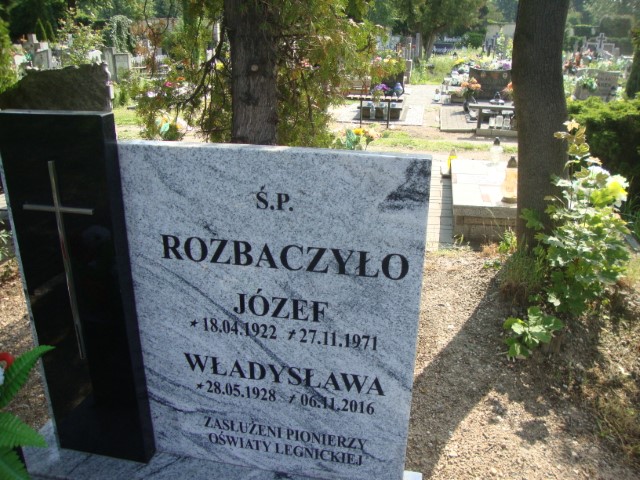 Ś.P.
ROZBACZYŁO
JÓZEF
★ 18.04.1922 ✝ 27.11.1971
WŁADYSŁAWA
★ 28.05.1928 ✝ 06.11.2016
ZASŁUŻENI PIONIERZY
OŚWIATY LEGNICKIEJ